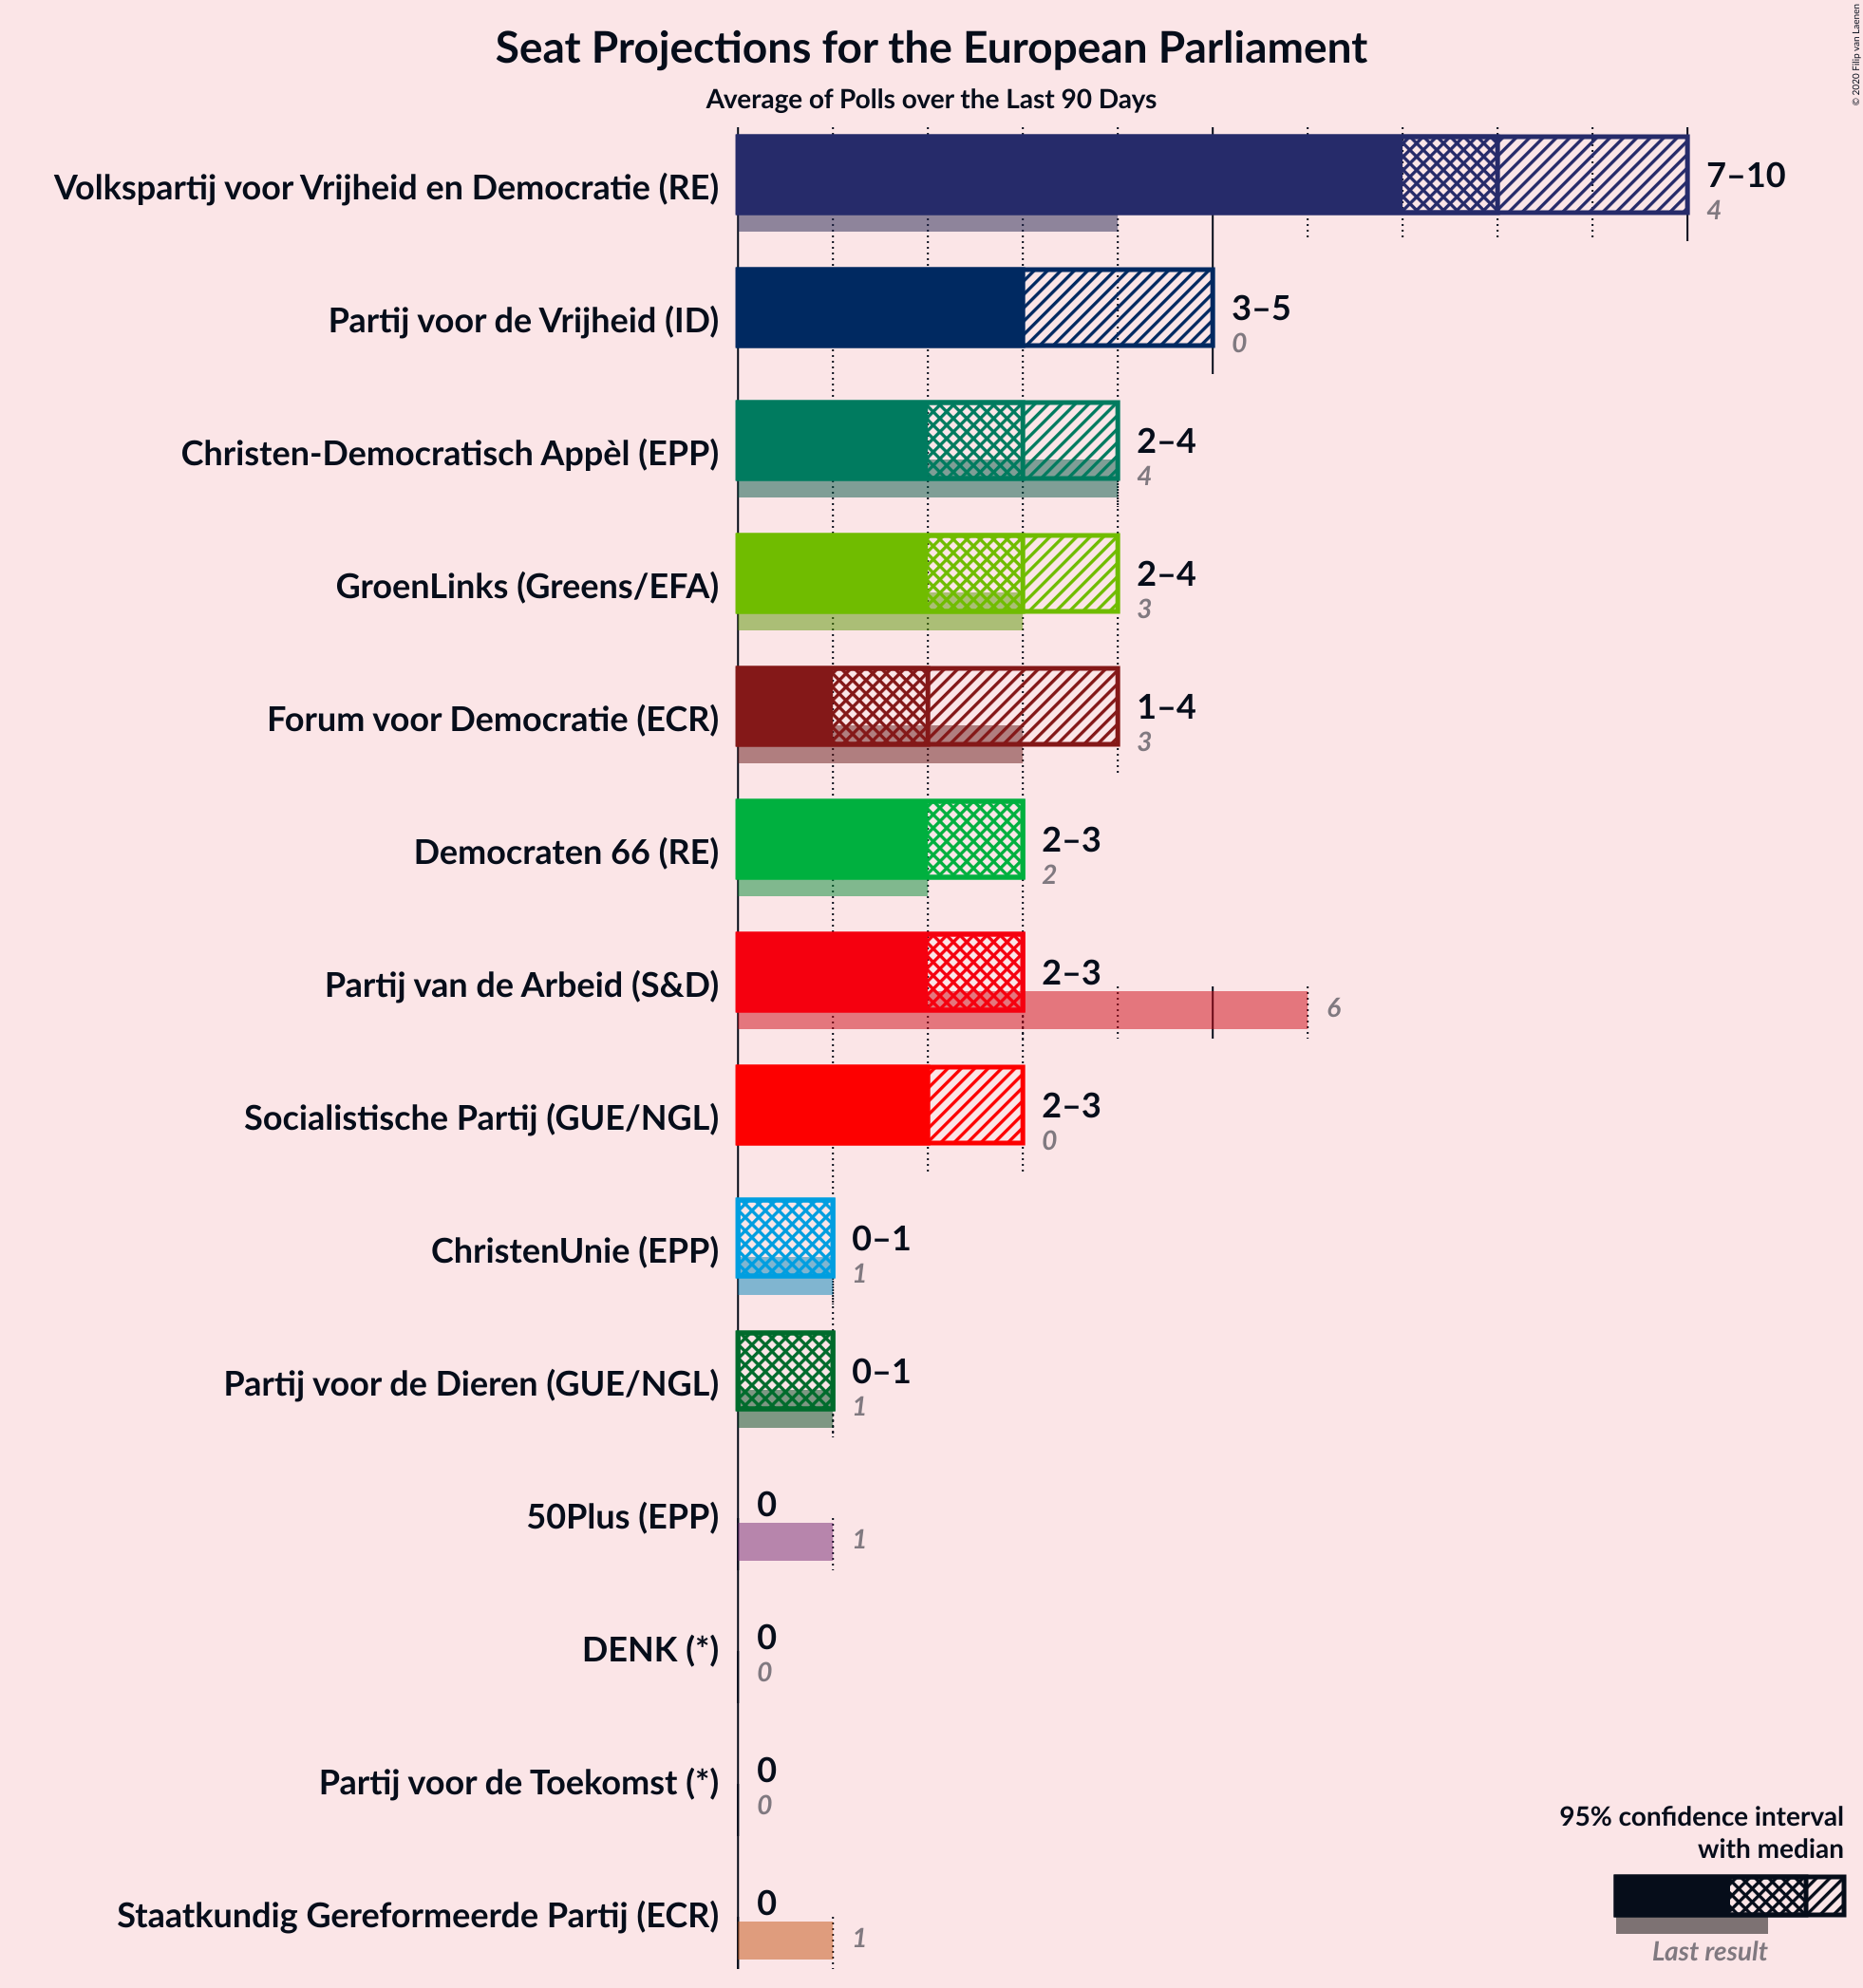 © 2020 Filip van Laenen
Seat Projections for the European Parliament
Average of Polls over the Last 90 Days
Volkspartij voor Vrijheid en Democratie (RE)
7–10
4
Partij voor de Vrijheid (ID)
3–5
0
Christen-Democratisch Appèl (EPP)
2–4
4
GroenLinks (Greens/EFA)
2–4
3
Forum voor Democratie (ECR)
1–4
3
Democraten 66 (RE)
2–3
2
Partij van de Arbeid (S&D)
2–3
6
Socialistische Partij (GUE/NGL)
2–3
0
ChristenUnie (EPP)
0–1
1
Partij voor de Dieren (GUE/NGL)
0–1
1
50Plus (EPP)
0
1
DENK (*)
0
0
Partij voor de Toekomst (*)
0
0
Staatkundig Gereformeerde Partij (ECR)
0
1
95% confidence interval
with median
Last result